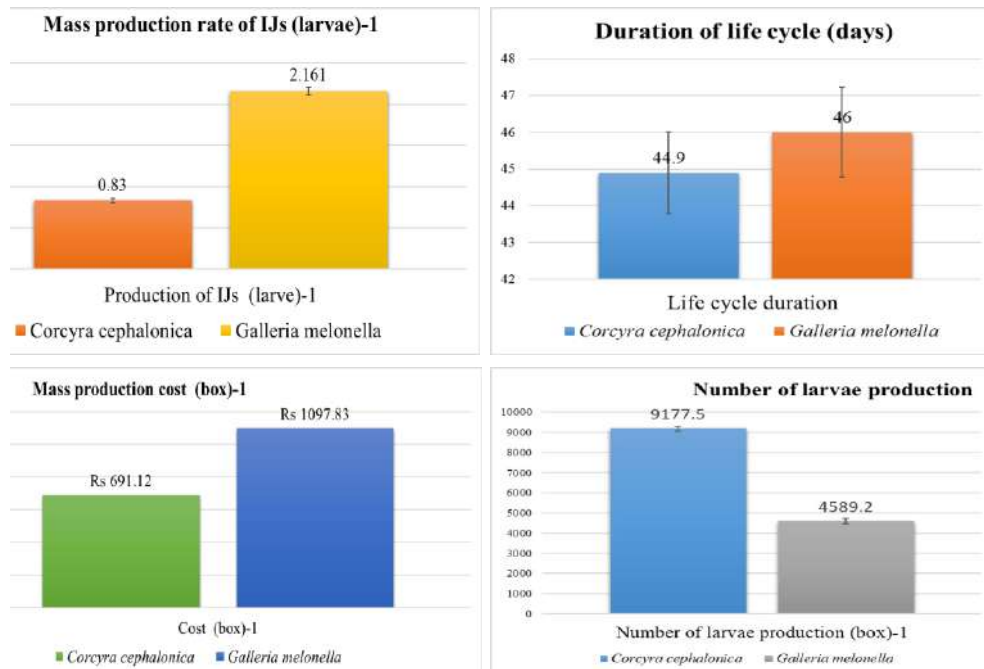 Mass production rate of IJs (larvae)-1
2.161
0.83
Production of IJs (larve)-1
Corcyra cephalonica
Galleria melonella
Duration of life cycle (days)
48
47
46
45
44
43
42
44.9
46
Life cycle duration
Corcyra cephalonica
Galleria melonella
Mass production cost (box)-1
Rs 1097.83
Rs 691.12
Cost (box)-1
Corcyra cephalonica
Galleria melonella
Number of larvae production
10000
9000
8000
7000
6000
5000
4000
3000
2000
1000
0
9177.5
4589.2
Number of larvae production (box)-1
Corcyra cephalonica
Galleria melonella